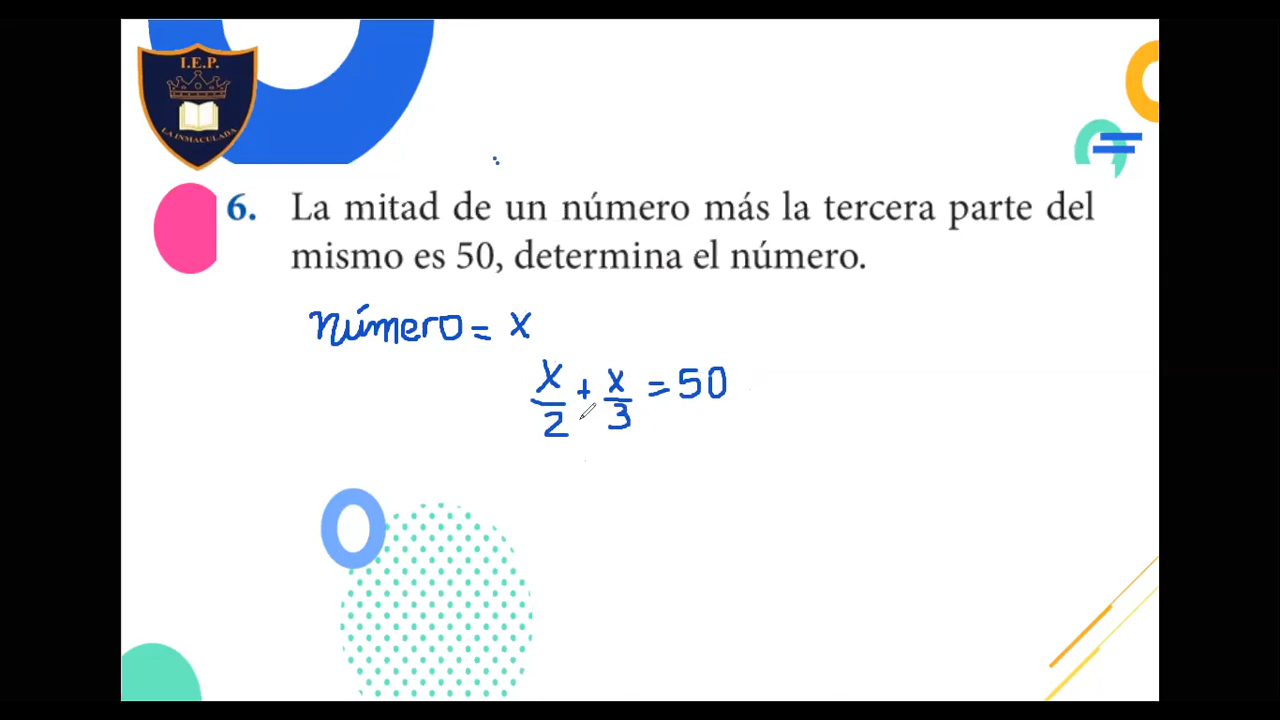 I.E.P.
LA INMACULADA
6. La mitad de un número más la tercera parte del
mismo es 50, determina el número.
número = x
x/2 + x/3 = 50